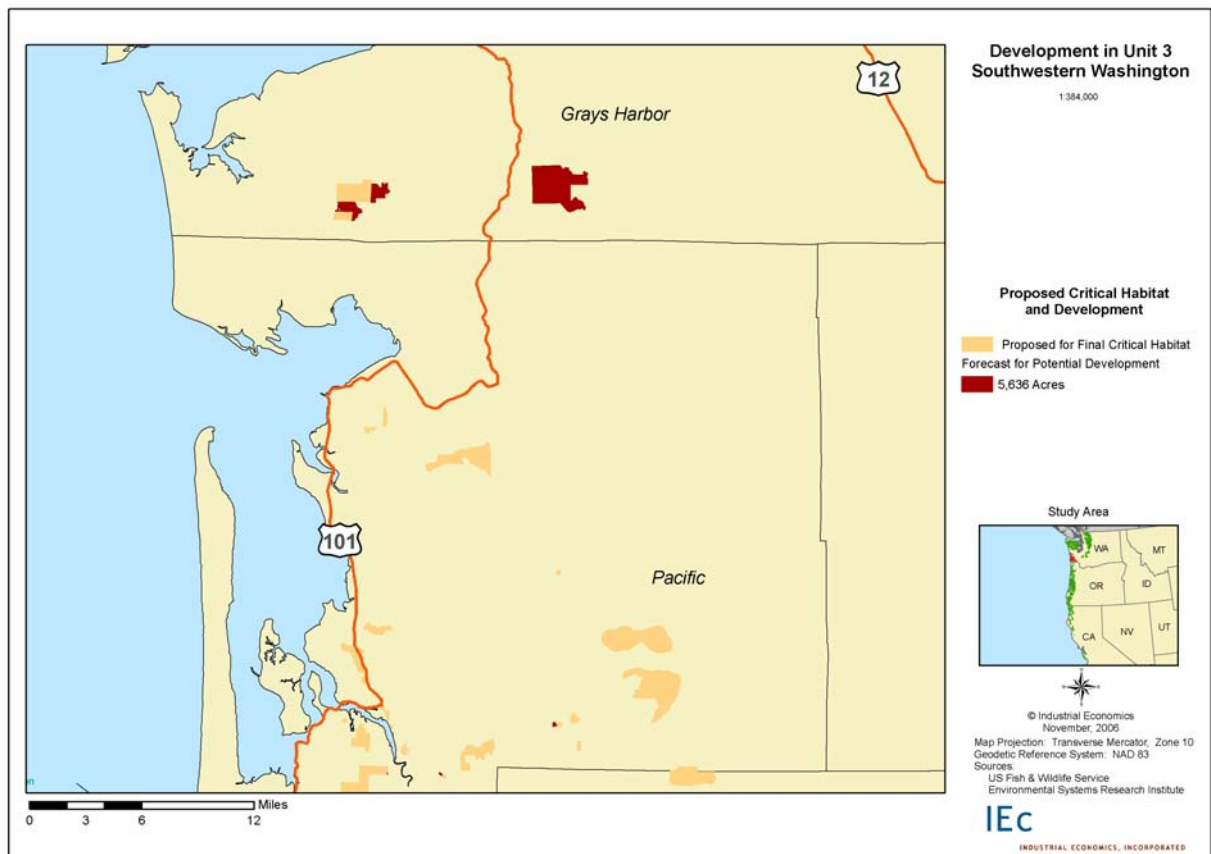 Development in Unit 3
Southwestern Washington
1:384,000
12
Grays Harbor
101
Pacific
Proposed Critical Habitat
and Development
Proposed for Final Critical Habitat
Forecast for Potential Development
5,636 Acres
Study Area
WA
MT
OR
ID
CA
NV
UT
© Industrial Economics
November, 2006
Map Projection: Transverse Mercator, Zone 10
Geodetic Reference System: NAD 83
Sources:
US Fish & Wildlife Service
Environmental Systems Research Institute
IEc
INDUSTRIAL ECONOMICS, INCORPORATED
Miles
0 3 6 12